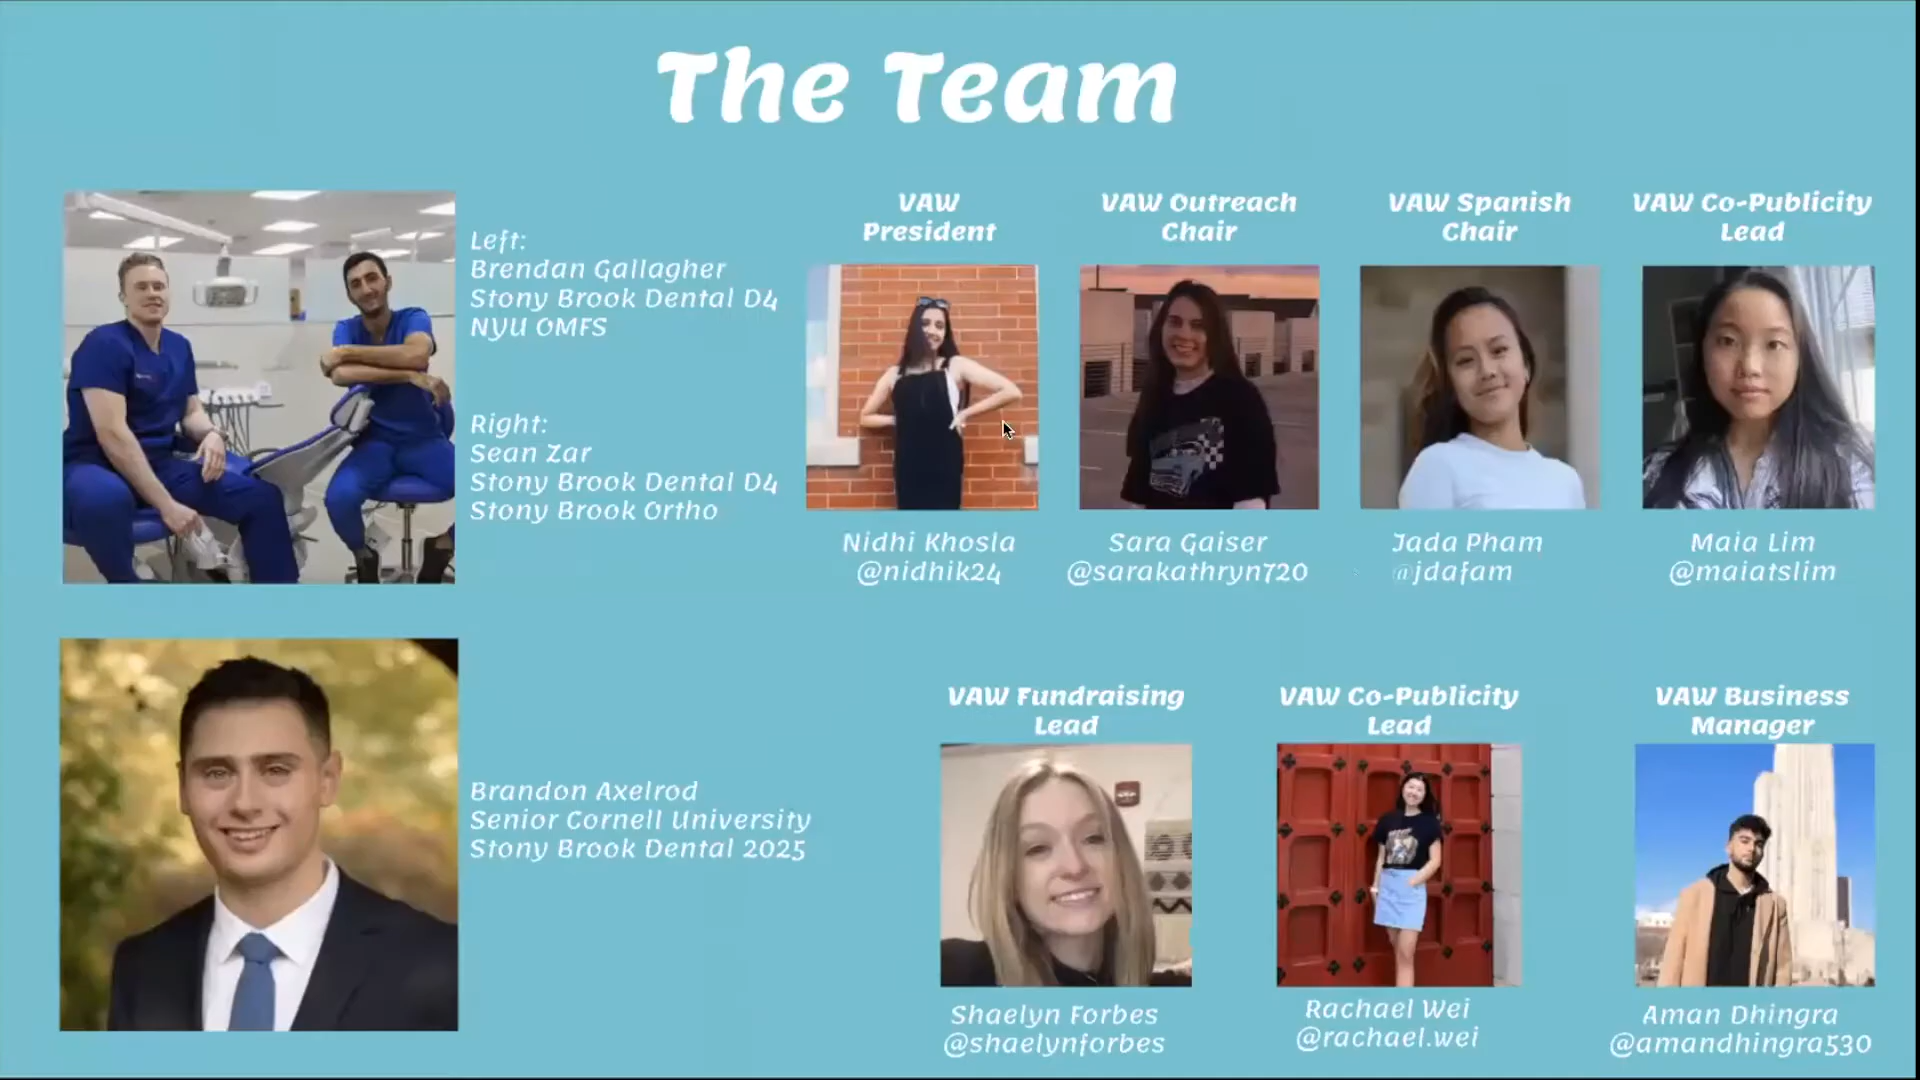 The Team
Left:
Brendan Gallagher
Stony Brook Dental D4
NYU OMFS
Right:
Sean Zar
Stony Brook Dental D4
Stony Brook Ortho
VAW
President
Nidhi Khosla
@nidhik24
VAW Outreach
Chair
Sara Gaiser
@sarakathryn720
VAW Spanish
Chair
Jada Pham
@jdafam
VAW Co-Publicity
Lead
Maia Lim
@maiatslim
Brandon Axelrod
Senior Cornell University
Stony Brook Dental 2025
VAW Fundraising
Lead
Shaelyn Forbes
@shaelynforbes
VAW Co-Publicity
Lead
Rachael Wei
@rachael.wei
VAW Business
Manager
Aman Dhingra
@amandhingra530